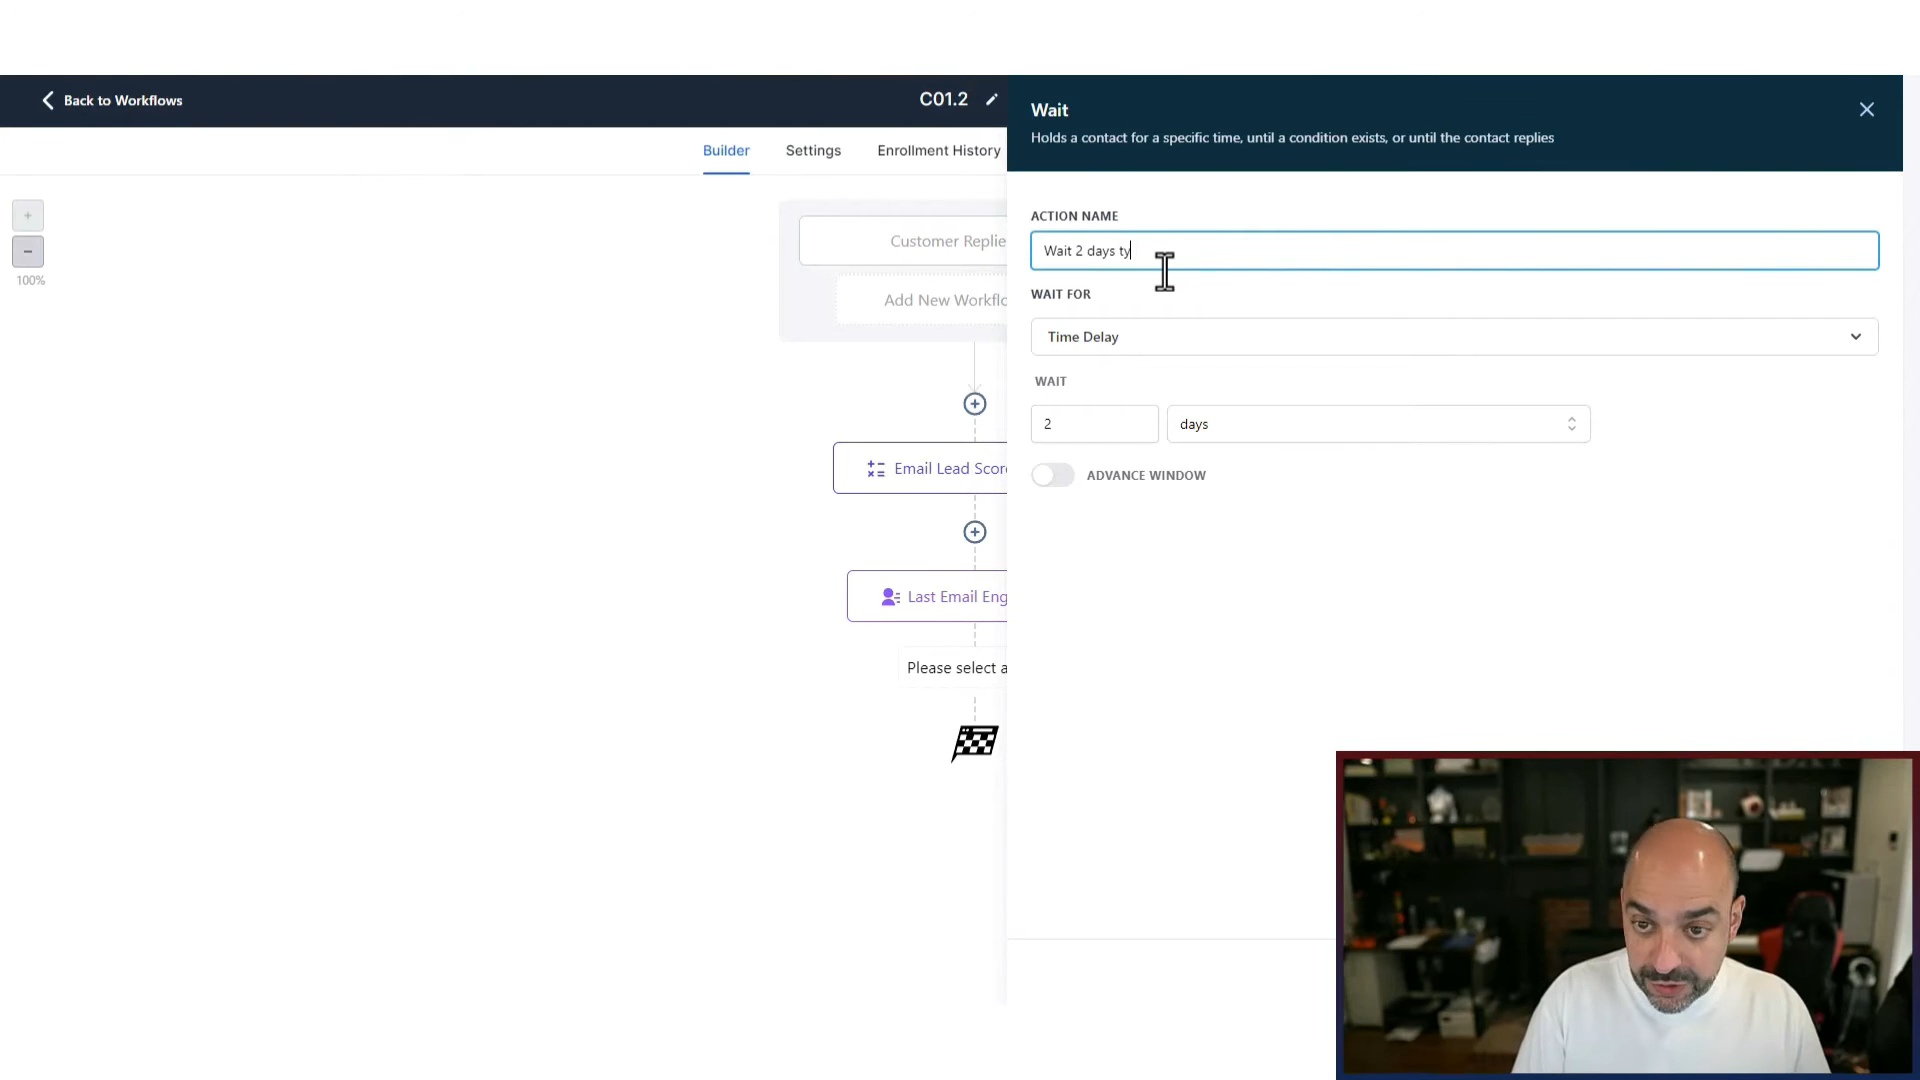 Back to Workflows
C01.2
Builder
Settings
Enrollment History
+
−
100%
Customer Replie
Add New Workflo
Email Lead Score
Last Email Eng
Please select a
Wait
Holds a contact for a specific time, until a condition exists, or until the contact replies
ACTION NAME
Wait 2 days ty
WAIT FOR
Time Delay
WAIT
2
days
ADVANCE WINDOW